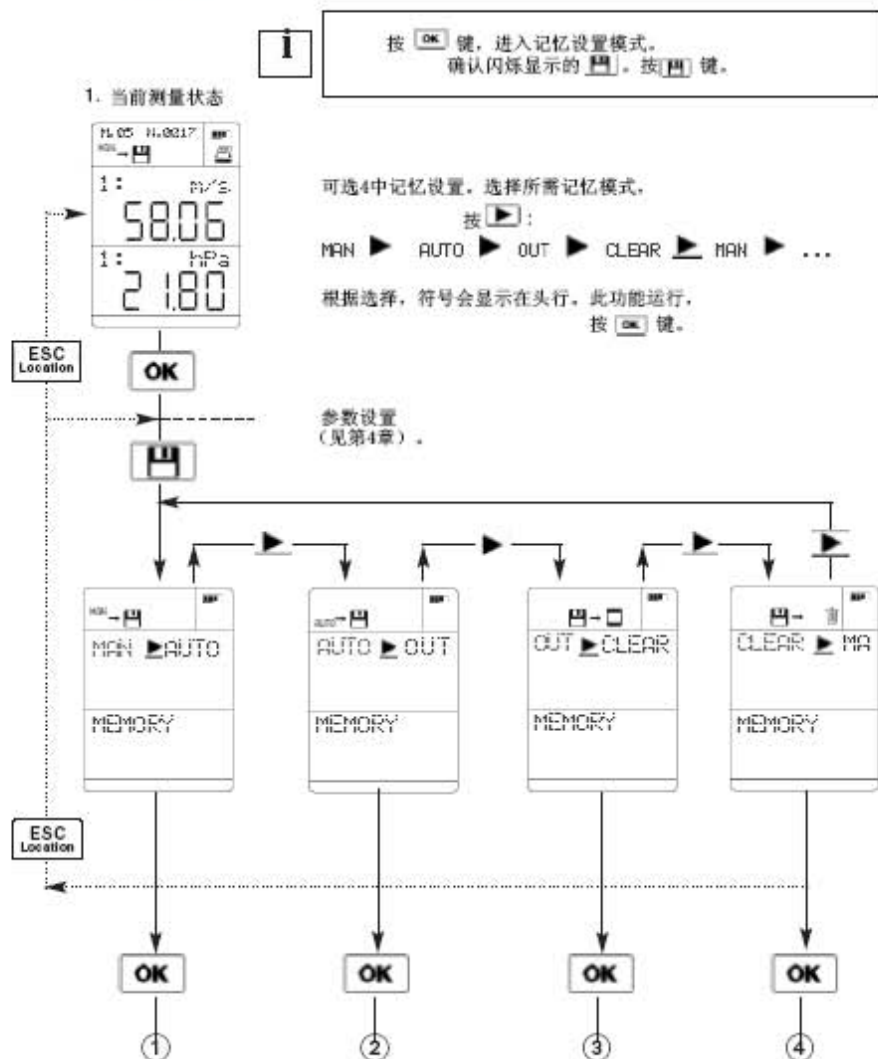 i
按 OK 键，进入记忆设置模式。
确认闪烁显示的 。按 键。
1. 当前测量状态
M.05 N.0217
MAN →
1: m/s
58.06
1: hPa
21.80
可选4中记忆设置，选择所需记忆模式，
按 ▶ :
MAN ▶ AUTO ▶ OUT ▶ CLEAR ▶ MAN ▶ ...
根据选择，符号会显示在头行。此功能运行，
按 OK 键。
ESC
Location
OK
参数设置
（见第4章）。
▶ ▶ ▶ ▶
MAN →
MAN ▶ AUTO
MEMORY
AUTO →
AUTO ▶ OUT
MEMORY
→
OUT ▶ CLEAR
MEMORY
→
CLEAR ▶ MA
MEMORY
ESC
Location
OK OK OK OK
① ② ③ ④